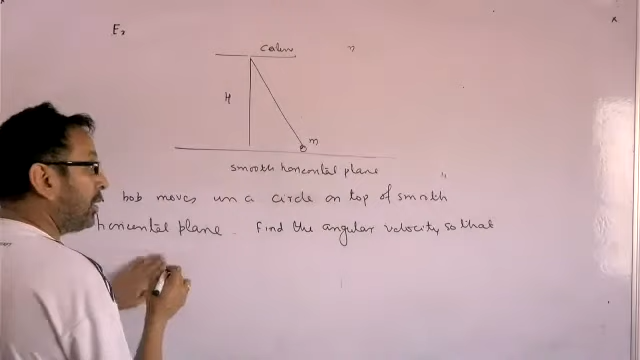 Ex
H
m
smooth horizontal plane
bob moves in a circle on top of smooth
horizontal plane. Find the angular velocity so that